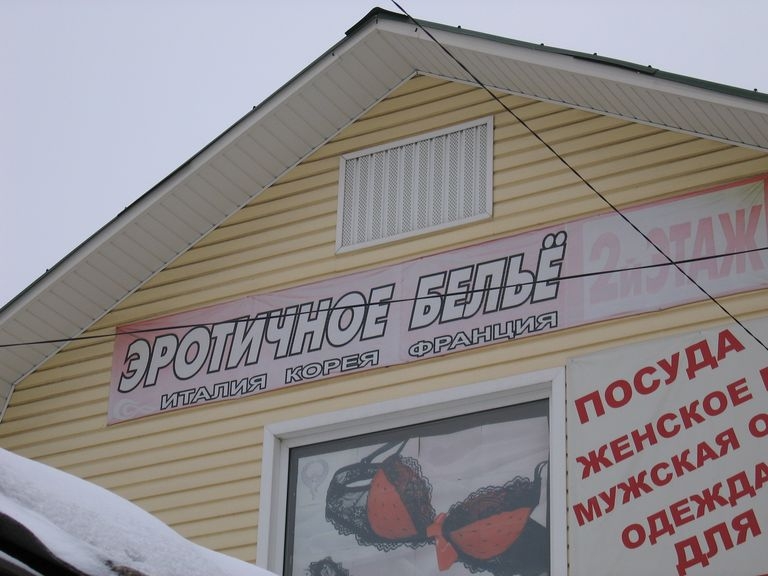 ЭРОТИЧНОЕ БЕЛЬЁ
2й ЭТАЖ
ИТАЛИЯ КОРЕЯ ФРАНЦИЯ
ПОСУДА
ЖЕНСКОЕ
МУЖСКАЯ
ОДЕЖДА
ДЛЯ